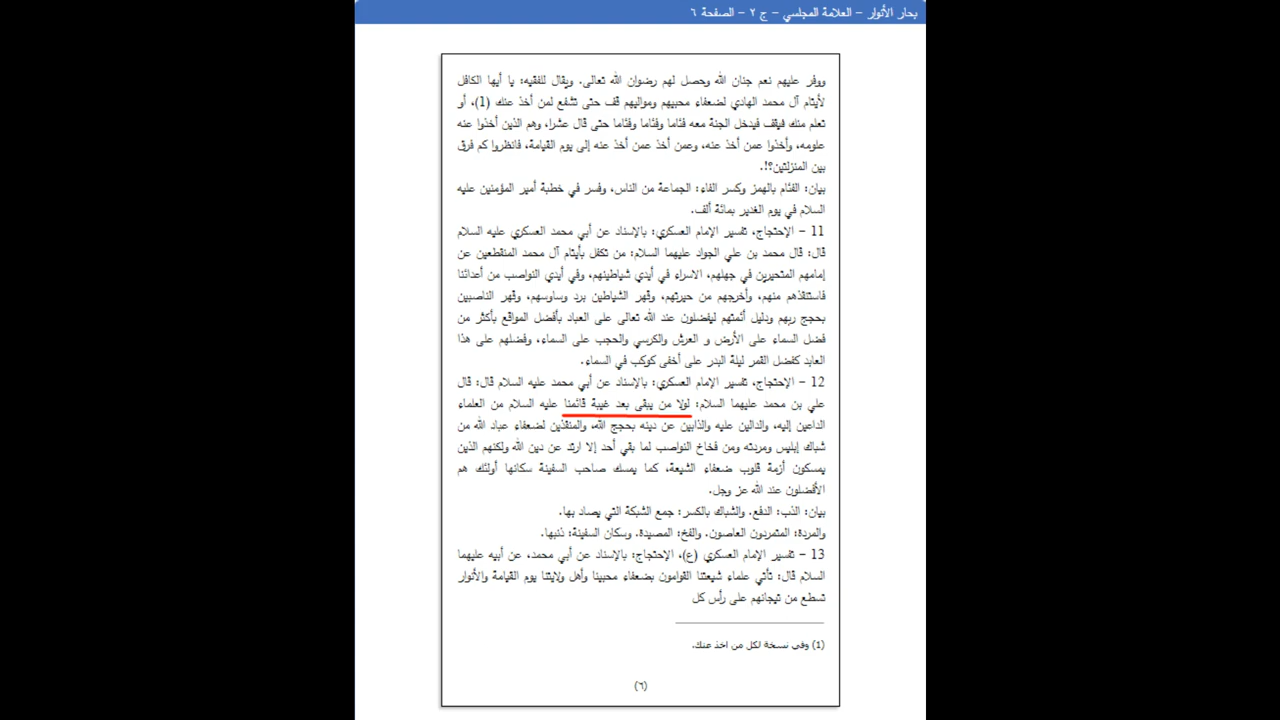 بحار الأنوار - العلامة المجلسي - ج ٢ - الصفحة ٦
ووفر عليهم نعم جنان الله وحصل لهم رضوان الله تعالى. ويقال للفقيه: يا أيها الكافل
لأيتام آل محمد الهادي لضعفاء محبيهم ومواليهم قف حتى تشفع لمن أخذ عنك (1)، أو
تعلم منك فيقف فيدخل الجنة معه فئاما وفئاما وفئاما حتى قال عشرا، وهم الذين أخذوا عنه
علومه، وأخذوا عمن أخذ عنه، وعمن أخذ عمن أخذ عنه إلى يوم القيامة، فانظروا كم فرق
بين المنزلتين؟!.
بيان: الفئام بالهمز وكسر الفاء: الجماعة من الناس، وفسر في خطبة أمير المؤمنين عليه
السلام في يوم الغدير بمائة ألف.
11 - الإحتجاج، تفسير الإمام العسكري: بالإسناد عن أبي محمد العسكري عليه السلام
قال: قال محمد بن علي الجواد عليهما السلام: من تكفل بأيتام آل محمد المنقطعين عن
إمامهم المتحيرين في جهلهم، الاسراء في أيدي شياطينهم، وفي أيدي النواصب من أعدائنا
فاستنقذهم منهم، وأخرجهم من حيرتهم، وقهر الشياطين برد وساوسهم، وقهر الناصبين
بحجج ربهم ودليل أئمتهم ليفضلون عند الله تعالى على العباد بأفضل المواقع بأكثر من
فضل السماء على الأرض و العرش والكرسي والحجب على السماء، وفضلهم على هذا
العابد كفضل القمر ليلة البدر على أخفى كوكب في السماء.
12 - الإحتجاج، تفسير الإمام العسكري: بالإسناد عن أبي محمد عليه السلام قال: قال
علي بن محمد عليهما السلام: لولا من يبقى بعد غيبة قائمنا عليه السلام من العلماء
الداعين إليه، والدالين عليه والذابين عن دينه بحجج الله، والمنقذين لضعفاء عباد الله من
شباك إبليس ومردته ومن فخاخ النواصب لما بقي أحد إلا ارتد عن دين الله ولكنهم الذين
يمسكون أزمة قلوب ضعفاء الشيعة، كما يمسك صاحب السفينة سكانها أولئك هم
الأفضلون عند الله عز وجل.
بيان: الذب: الدفع. والشباك بالكسر: جمع الشبكة التي يصاد بها.
والمردة: المتمردون العاصون. والفخ: المصيدة. وسكان السفينة: ذنبها.
13 - تفسير الإمام العسكري (ع)، الإحتجاج: بالإسناد عن أبي محمد، عن أبيه عليهما
السلام قال: تأتي علماء شيعتنا القوامون بضعفاء محبينا وأهل ولايتنا يوم القيامة والأنوار
تسطع من تيجانهم على رأس كل
(1) وفى نسخة لكل من اخذ عنك.
(٦)